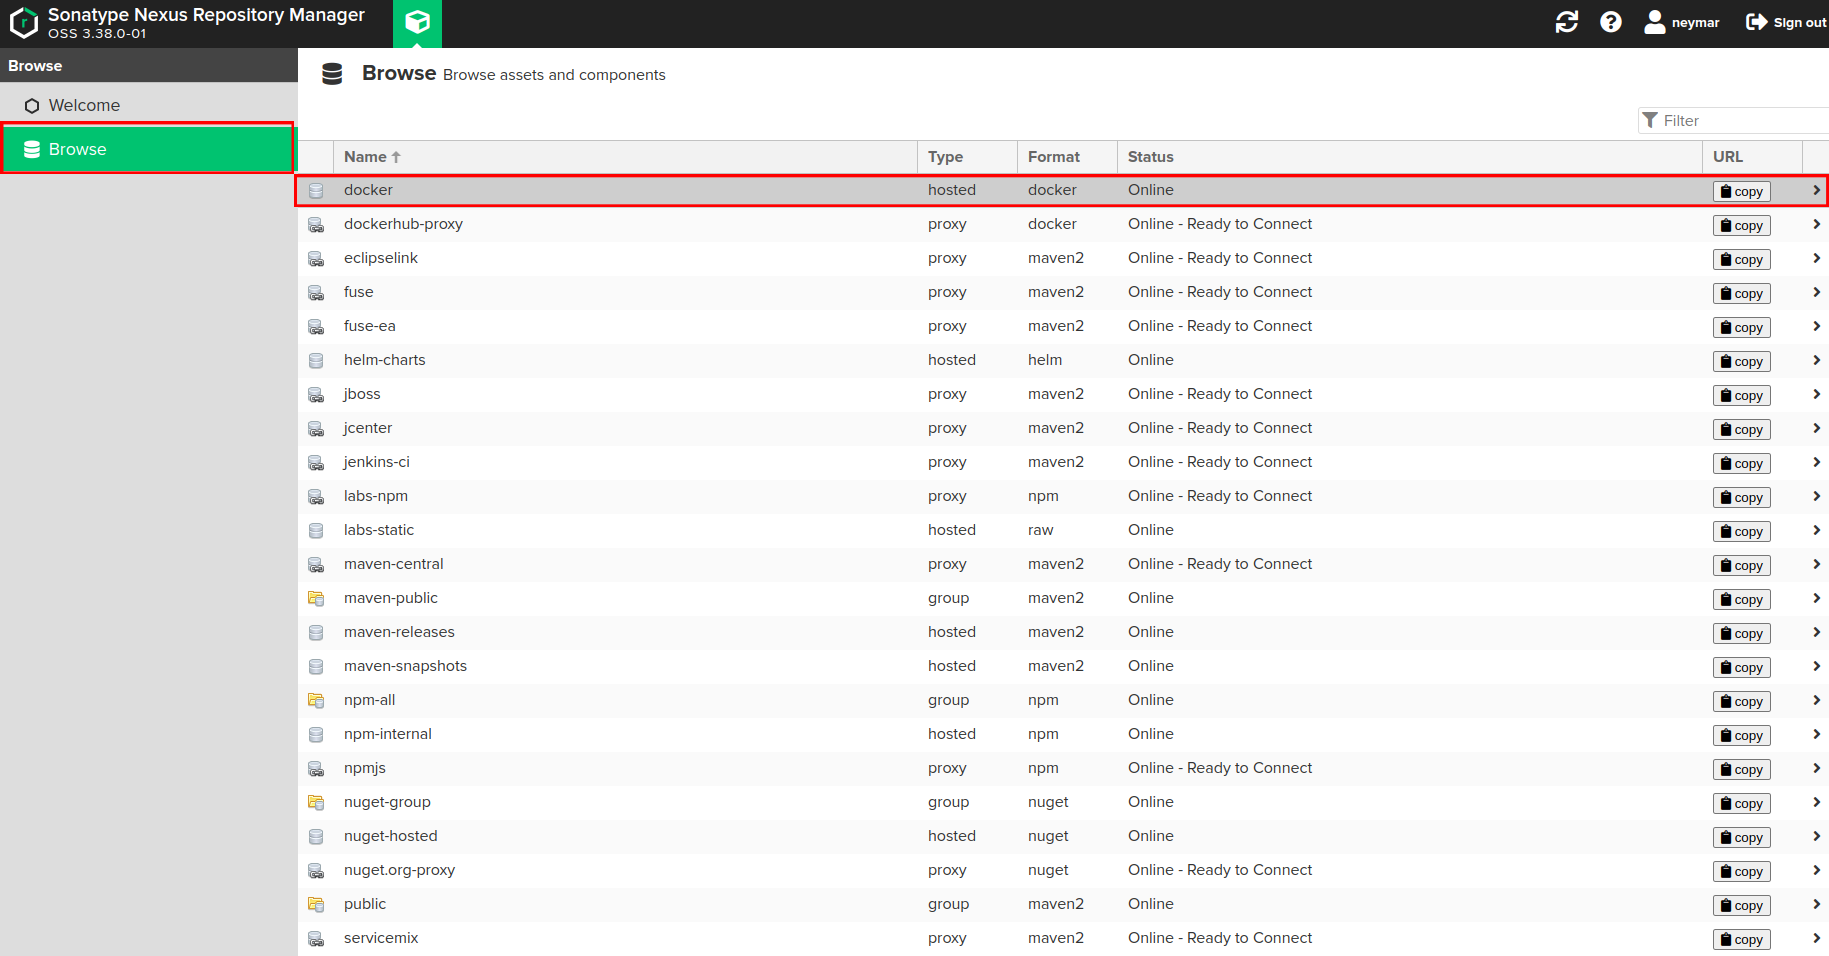 Sonatype Nexus Repository Manager
OSS 3.38.0-01
neymar
Sign out
Browse
Welcome
Browse
Browse Browse assets and components
Filter
Name Type Format Status URL
docker hosted docker Online copy
dockerhub-proxy proxy docker Online - Ready to Connect copy
eclipselink proxy maven2 Online - Ready to Connect copy
fuse proxy maven2 Online - Ready to Connect copy
fuse-ea proxy maven2 Online - Ready to Connect copy
helm-charts hosted helm Online copy
jboss proxy maven2 Online - Ready to Connect copy
jcenter proxy maven2 Online - Ready to Connect copy
jenkins-ci proxy maven2 Online - Ready to Connect copy
labs-npm proxy npm Online - Ready to Connect copy
labs-static hosted raw Online copy
maven-central proxy maven2 Online - Ready to Connect copy
maven-public group maven2 Online copy
maven-releases hosted maven2 Online copy
maven-snapshots hosted maven2 Online copy
npm-all group npm Online copy
npm-internal hosted npm Online copy
npmjs proxy npm Online - Ready to Connect copy
nuget-group group nuget Online copy
nuget-hosted hosted nuget Online copy
nuget.org-proxy proxy nuget Online - Ready to Connect copy
public group maven2 Online copy
servicemix proxy maven2 Online - Ready to Connect copy